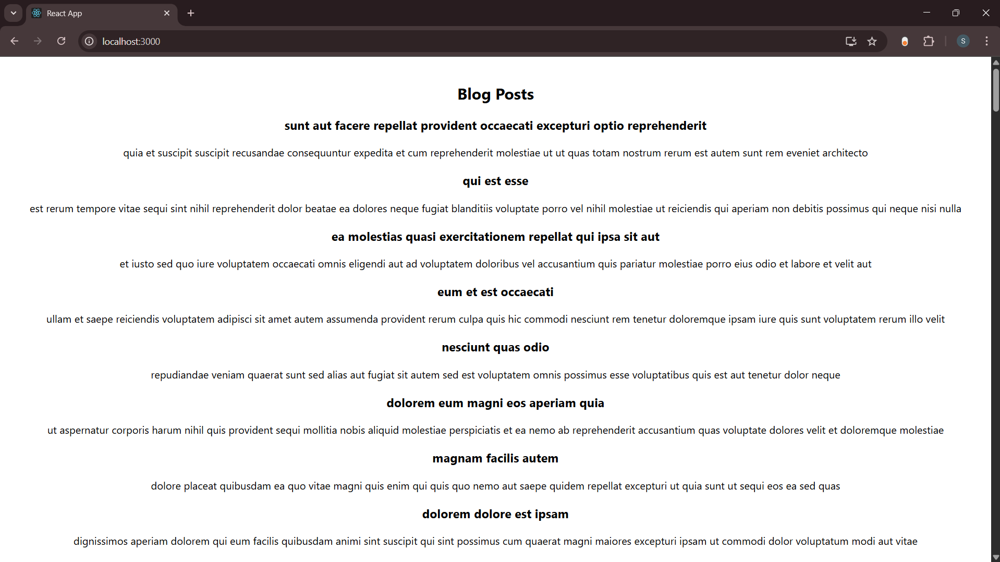 React App
localhost:3000
S
Blog Posts
sunt aut facere repellat provident occaecati excepturi optio reprehenderit
quia et suscipit suscipit recusandae consequuntur expedita et cum reprehenderit molestiae ut ut quas totam nostrum rerum est autem sunt rem eveniet architecto
qui est esse
est rerum tempore vitae sequi sint nihil reprehenderit dolor beatae ea dolores neque fugiat blanditiis voluptate porro vel nihil molestiae ut reiciendis qui aperiam non debitis possimus qui neque nisi nulla
ea molestias quasi exercitationem repellat qui ipsa sit aut
et iusto sed quo iure voluptatem occaecati omnis eligendi aut ad voluptatem doloribus vel accusantium quis pariatur molestiae porro eius odio et labore et velit aut
eum et est occaecati
ullam et saepe reiciendis voluptatem adipisci sit amet autem assumenda provident rerum culpa quis hic commodi nesciunt rem tenetur doloremque ipsam iure quis sunt voluptatem rerum illo velit
nesciunt quas odio
repudiandae veniam quaerat sunt sed alias aut fugiat sit autem sed est voluptatem omnis possimus esse voluptatibus quis est aut tenetur dolor neque
dolorem eum magni eos aperiam quia
ut aspernatur corporis harum nihil quis provident sequi mollitia nobis aliquid molestiae perspiciatis et ea nemo ab reprehenderit accusantium quas voluptate dolores velit et doloremque molestiae
magnam facilis autem
dolore placeat quibusdam ea quo vitae magni quis enim qui quis quo nemo aut saepe quidem repellat excepturi ut quia sunt ut sequi eos ea sed quas
dolorem dolore est ipsam
dignissimos aperiam dolorem qui eum facilis quibusdam animi sint suscipit qui sint possimus cum quaerat magni maiores excepturi ipsam ut commodi dolor voluptatum modi aut vitae